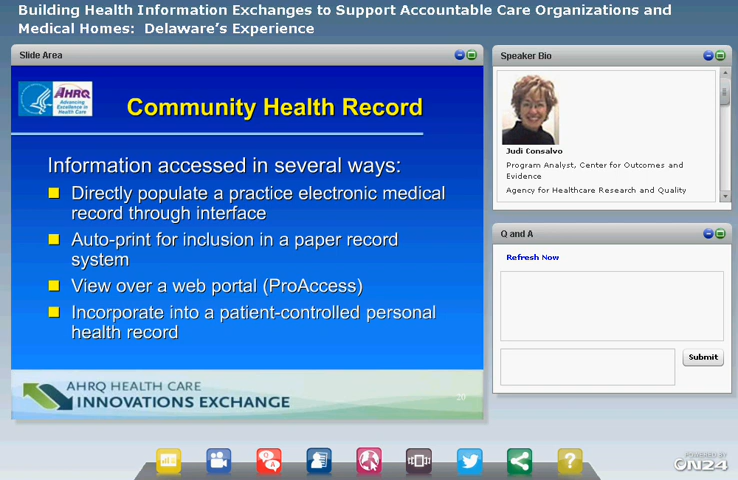 Building Health Information Exchanges to Support Accountable Care Organizations and
Medical Homes:  Delaware's Experience
Slide Area
AHRQ
Advancing
Excellence in
Health Care
Community Health Record
Information accessed in several ways:
Directly populate a practice electronic medical
record through interface
Auto-print for inclusion in a paper record
system
View over a web portal (ProAccess)
Incorporate into a patient-controlled personal
health record
AHRQ HEALTH CARE
INNOVATIONS EXCHANGE
20
Speaker Bio
Judi Consalvo
Program Analyst, Center for Outcomes and
Evidence
Agency for Healthcare Research and Quality
Q and A
Refresh Now
Submit
Q
A
?
POWERED BY
ON24